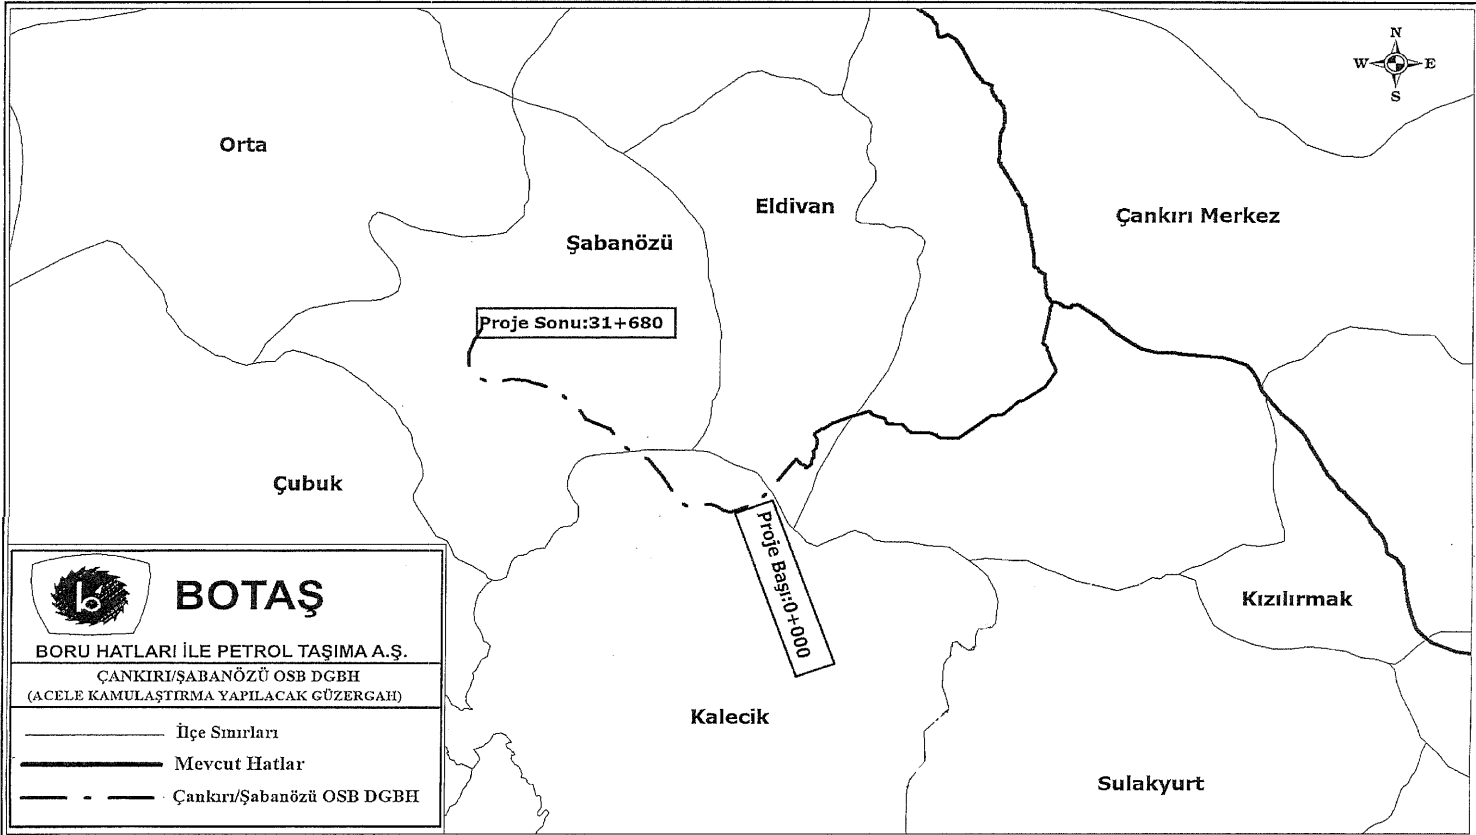 N
W E
S
Orta
Eldivan
Çankırı Merkez
Şabanözü
Proje Sonu:31+680
Çubuk
Proje Başı:0+000
Kızılırmak
Kalecik
Sulakyurt
BOTAŞ
BORU HATLARI İLE PETROL TAŞIMA A.Ş.
ÇANKIRI/ŞABANÖZÜ OSB DGBH
(ACELE KAMULAŞTIRMA YAPILACAK GÜZERGAH)
İlçe Sınırları
Mevcut Hatlar
Çankırı/Şabanözü OSB DGBH